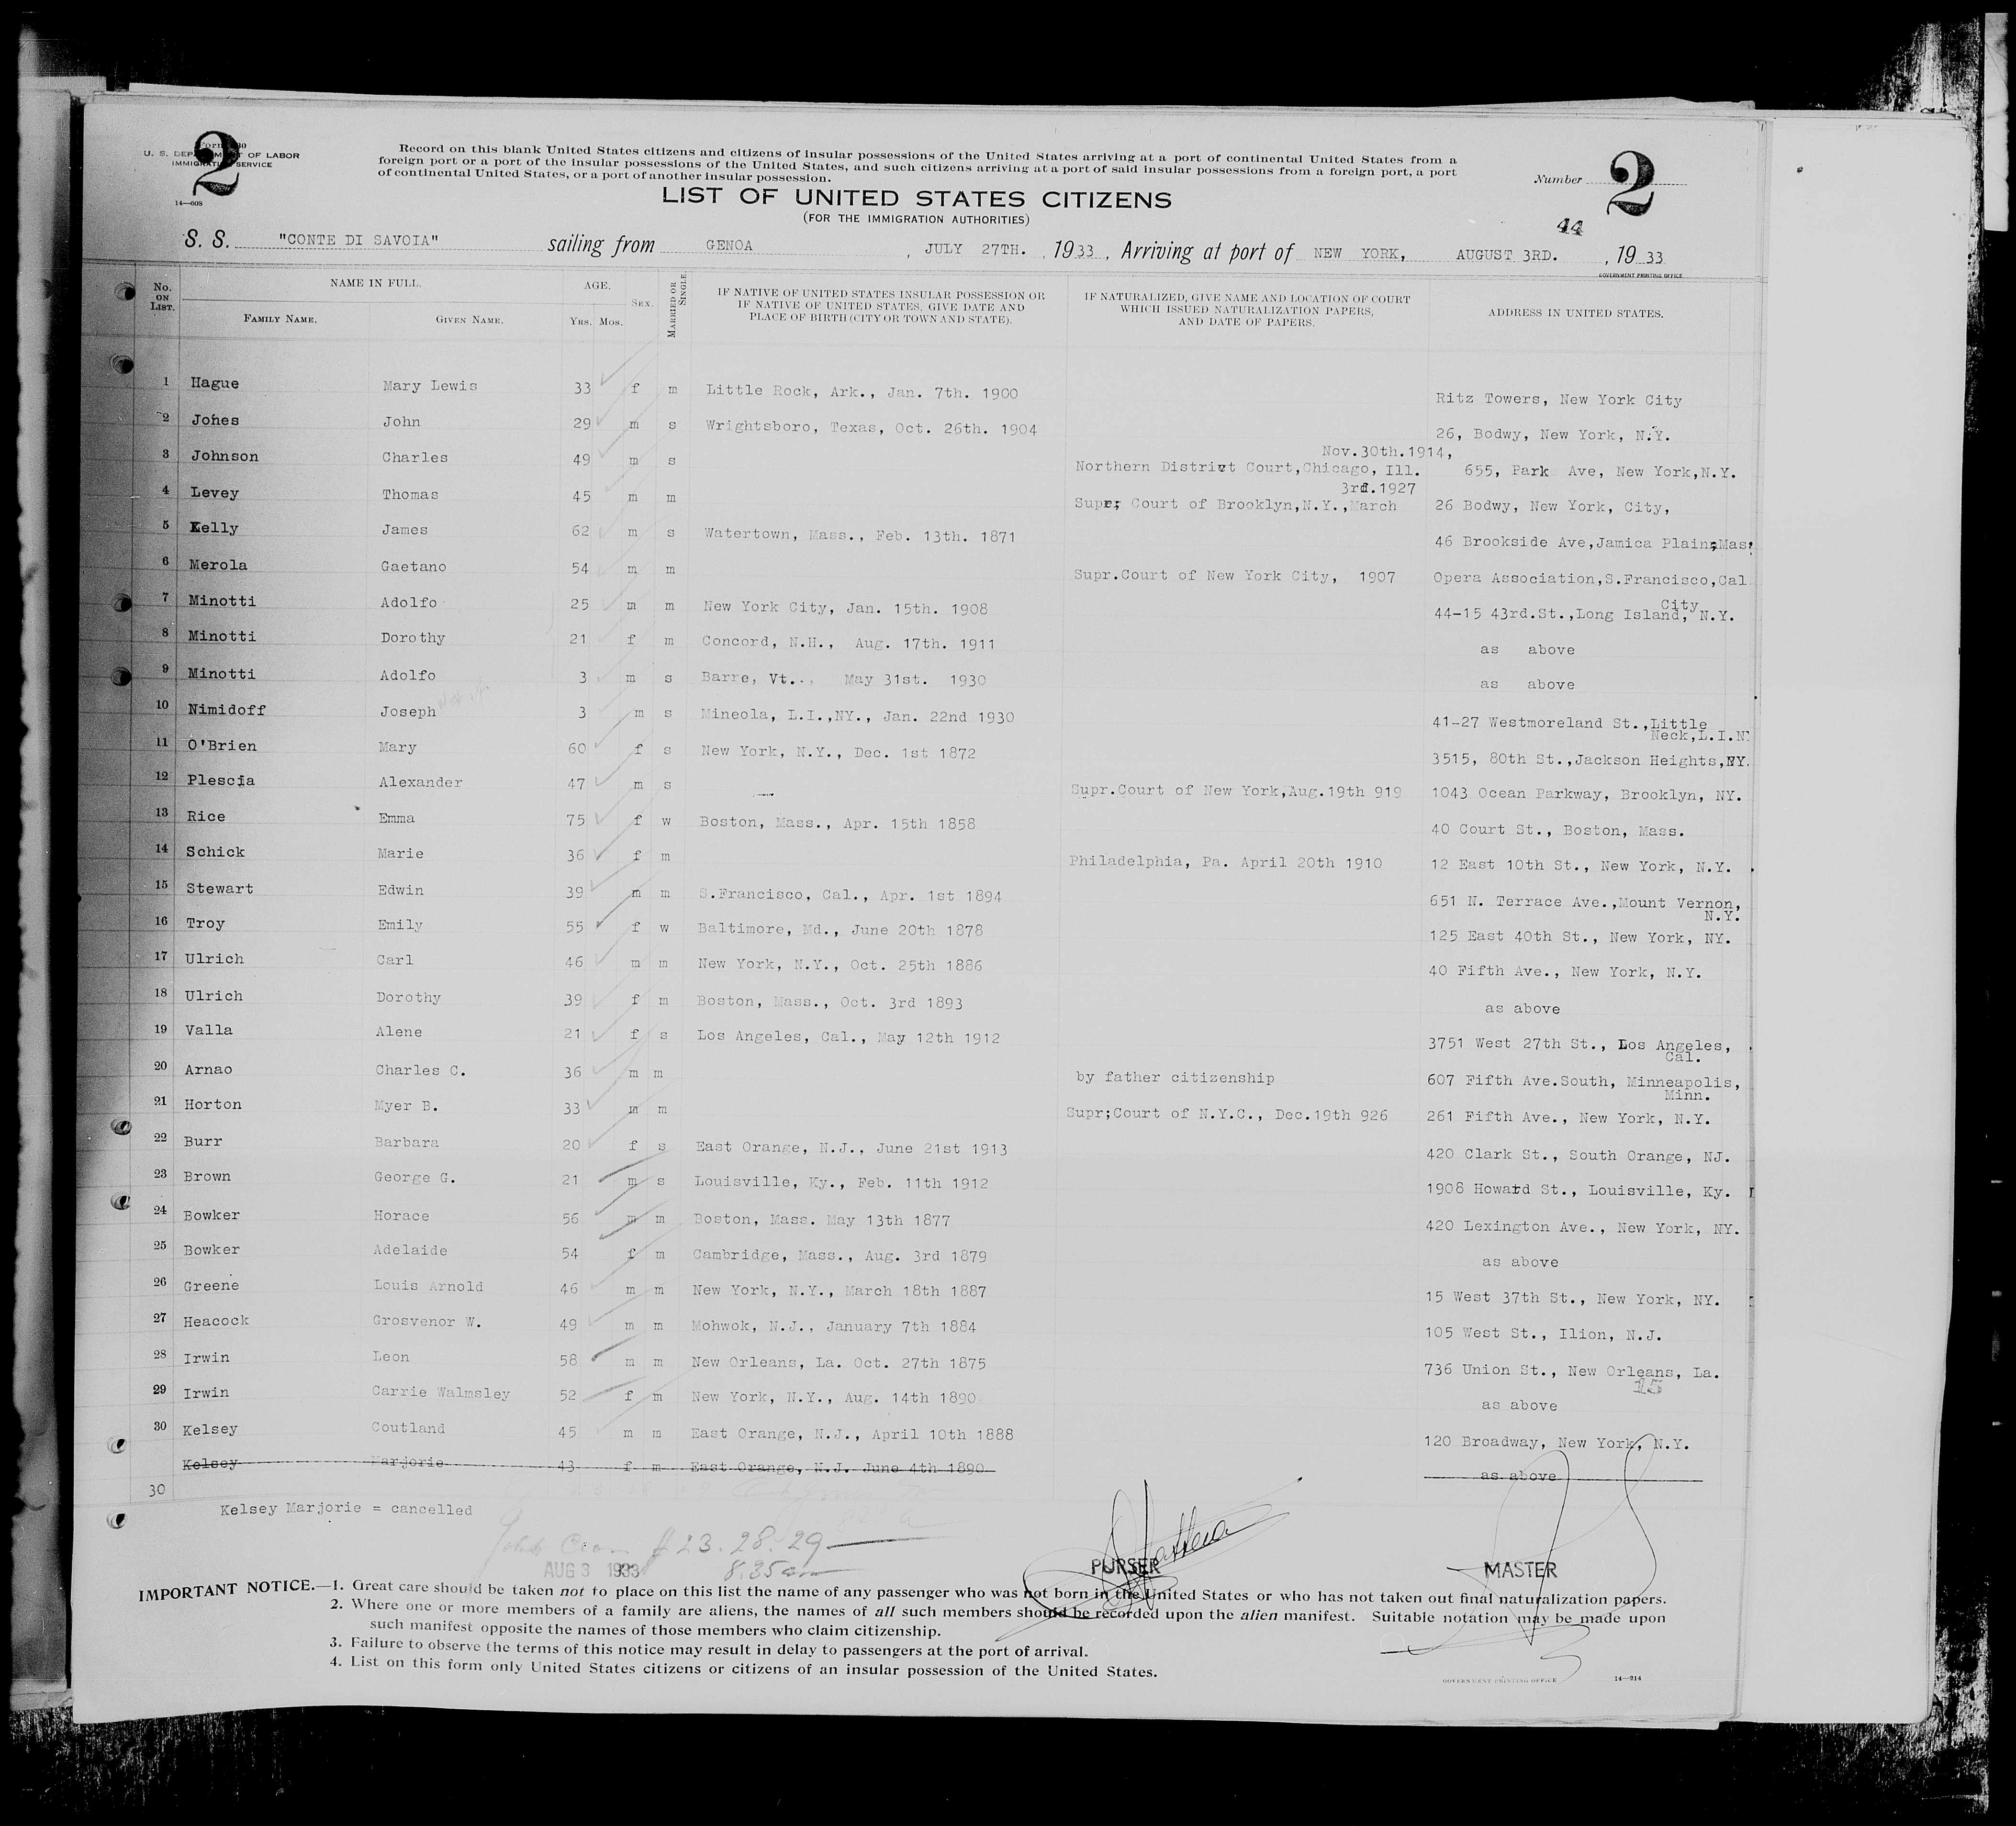 2
Form 630
U. S. DEPARTMENT OF LABOR
IMMIGRATION SERVICE
14—608
Record on this blank United States citizens and citizens of insular possessions of the United States arriving at a port of continental United States from a
foreign port or a port of the insular possessions of the United States, and such citizens arriving at a port of said insular possessions from a foreign port, a port
of continental United States, or a port of another insular possession.
Number 2
LIST OF UNITED STATES CITIZENS
(FOR THE IMMIGRATION AUTHORITIES)
44
S. S. "CONTE DI SAVOIA" sailing from GENOA, JULY 27TH., 1933, Arriving at port of NEW YORK, AUGUST 3RD., 1933
GOVERNMENT PRINTING OFFICE
No. ON LIST. NAME IN FULL. AGE. SEX. MARRIED OR SINGLE. IF NATIVE OF UNITED STATES INSULAR POSSESSION OR IF NATIVE OF UNITED STATES, GIVE DATE AND PLACE OF BIRTH (CITY OR TOWN AND STATE). IF NATURALIZED, GIVE NAME AND LOCATION OF COURT WHICH ISSUED NATURALIZATION PAPERS, AND DATE OF PAPERS. ADDRESS IN UNITED STATES.
FAMILY NAME. GIVEN NAME. YRS. MOS.
1 Hague Mary Lewis 33 f m Little Rock, Ark., Jan. 7th. 1900 Ritz Towers, New York City
2 Johes John 29 m s Wrightsboro, Texas, Oct. 26th. 1904 26, Bodwy, New York, N.Y.
3 Johnson Charles 49 m s Nov.30th.1914, Northern District Court,Chicago, Ill. 655, Park Ave, New York,N.Y.
4 Levey Thomas 45 m m 3rd.1927 Supr; Court of Brooklyn,N.Y.,March 26 Bodwy, New York, City,
5 Kelly James 62 m s Watertown, Mass., Feb. 13th. 1871 46 Brookside Ave,Jamica Plain,Mas
6 Merola Gaetano 54 m m Supr.Court of New York City, 1907 Opera Association,S.Francisco,Cal
7 Minotti Adolfo 25 m m New York City, Jan. 15th. 1908 44-15 43rd.St.,Long Island, City N.Y.
8 Minotti Dorothy 21 f m Concord, N.H., Aug. 17th. 1911 as above
9 Minotti Adolfo 3 m s Barre, Vt.., May 31st. 1930 as above
10 Nimidoff Joseph 3 m s Mineola, L.I.,NY., Jan. 22nd 1930 41-27 Westmoreland St.,Little Neck,L.I.N
11 O'Brien Mary 60 f s New York, N.Y., Dec. 1st 1872 3515, 80th St.,Jackson Heights,NY.
12 Plescia Alexander 47 m s Supr.Court of New York,Aug.19th 919 1043 Ocean Parkway, Brooklyn, NY.
13 Rice Emma 75 f w Boston, Mass., Apr. 15th 1858 40 Court St., Boston, Mass.
14 Schick Marie 36 f m Philadelphia, Pa. April 20th 1910 12 East 10th St., New York, N.Y.
15 Stewart Edwin 39 m m S.Francisco, Cal., Apr. 1st 1894 651 N. Terrace Ave.,Mount Vernon, N.Y.
16 Troy Emily 55 f w Baltimore, Md., June 20th 1878 125 East 40th St., New York, NY.
17 Ulrich Carl 46 m m New York, N.Y., Oct. 25th 1886 40 Fifth Ave., New York, N.Y.
18 Ulrich Dorothy 39 f m Boston, Mass., Oct. 3rd 1893 as above
19 Valla Alene 21 f s Los Angeles, Cal., May 12th 1912 3751 West 27th St., Los Angeles, Cal.
20 Arnao Charles C. 36 m m by father citizenship 607 Fifth Ave.South, Minneapolis, Minn.
21 Horton Myer B. 33 m m Supr;Court of N.Y.C., Dec.19th 926 261 Fifth Ave., New York, N.Y.
22 Burr Barbara 20 f s East Orange, N.J., June 21st 1913 420 Clark St., South Orange, NJ.
23 Brown George G. 21 m s Louisville, Ky., Feb. 11th 1912 1908 Howard St., Louisville, Ky.
24 Bowker Horace 56 m m Boston, Mass. May 13th 1877 420 Lexington Ave., New York, NY.
25 Bowker Adelaide 54 f m Cambridge, Mass., Aug. 3rd 1879 as above
26 Greene Louis Arnold 46 m m New York, N.Y., March 18th 1887 15 West 37th St., New York, NY.
27 Heacock Grosvenor W. 49 m m Mohwok, N.J., January 7th 1884 105 West St., Ilion, N.J.
28 Irwin Leon 58 m m New Orleans, La. Oct. 27th 1875 736 Union St., New Orleans, La.
15
29 Irwin Carrie Walmsley 52 f m New York, N.Y., Aug. 14th 1890 as above
30 Kelsey Coutland 45 m m East Orange, N.J., April 10th 1888 120 Broadway, New York, N.Y.
Kelsey Marjorie 43 f m East Orange, N.J. June 4th 1890 as above
30
Kelsey Marjorie = cancelled
John 23. 28. 29
AUG 3 1933 8.35 am
PURSER MASTER
IMPORTANT NOTICE.—1. Great care should be taken not to place on this list the name of any passenger who was not born in the United States or who has not taken out final naturalization papers.
2. Where one or more members of a family are aliens, the names of all such members should be recorded upon the alien manifest. Suitable notation may be made upon
such manifest opposite the names of those members who claim citizenship.
3. Failure to observe the terms of this notice may result in delay to passengers at the port of arrival.
4. List on this form only United States citizens or citizens of an insular possession of the United States.
GOVERNMENT PRINTING OFFICE 14—214